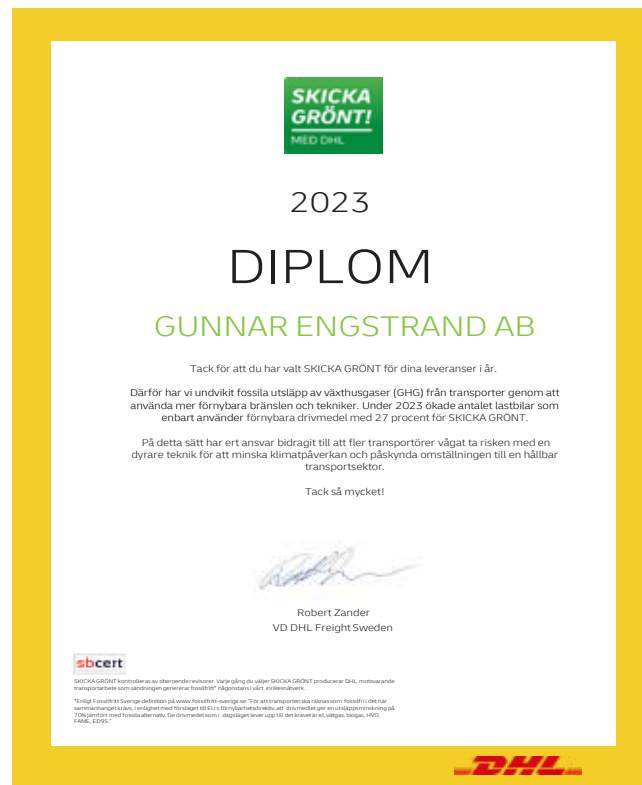 SKICKA
GRÖNT!
MED DHL
2023
DIPLOM
GUNNAR ENGSTRAND AB
Tack för att du har valt SKICKA GRÖNT för dina leveranser i år.
Därför har vi undvikit fossila utsläpp av växthusgaser (GHG) från transporter genom att
använda mer förnybara bränslen och tekniker. Under 2023 ökade antalet lastbilar som
enbart använder förnybara drivmedel med 27 procent för SKICKA GRÖNT.
På detta sätt har ert ansvar bidragit till att fler transportörer vågat ta risken med en
dyrare teknik för att minska klimatpåverkan och påskynda omställningen till en hållbar
transportsektor.
Tack så mycket!
Robert Zander
VD DHL Freight Sweden
sbcert
SKICKA GRÖNT kontrolleras av oberoende revisorer. Varje gång du väljer SKICKA GRÖNT producerar DHL motsvarande
transportarbete som sändningen genererar fossilfritt* någonstans i vårt inrikesnätverk.
*Enligt Fossilfritt Sverige definition på www.fossilfritt-sverige.se: "För att transporten ska räknas som fossilfri i det här
sammanhanget krävs, i enlighet med förslaget till EU:s förnybarhetsdirektiv, att drivmedlet ger en utsläppsminskning på
70% jämfört med fossila alternativ. De drivmedel som i dagsläget lever upp till det kravet är el, vätgas, biogas, HVO,
FAME, ED95."
DHL